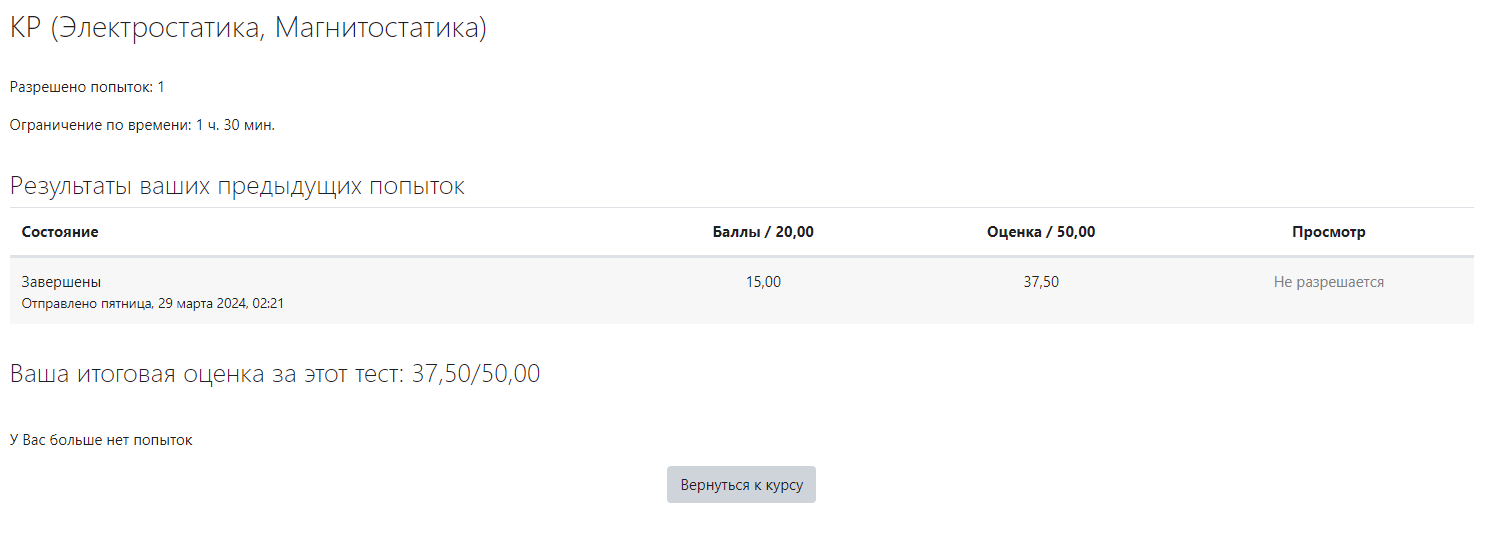 КР (Электростатика, Магнитостатика)
Разрешено попыток: 1
Ограничение по времени: 1 ч. 30 мин.
Результаты ваших предыдущих попыток
Состояние Баллы / 20,00 Оценка / 50,00 Просмотр
Завершены 15,00 37,50 Не разрешается
Отправлено пятница, 29 марта 2024, 02:21
Ваша итоговая оценка за этот тест: 37,50/50,00
У Вас больше нет попыток
Вернуться к курсу